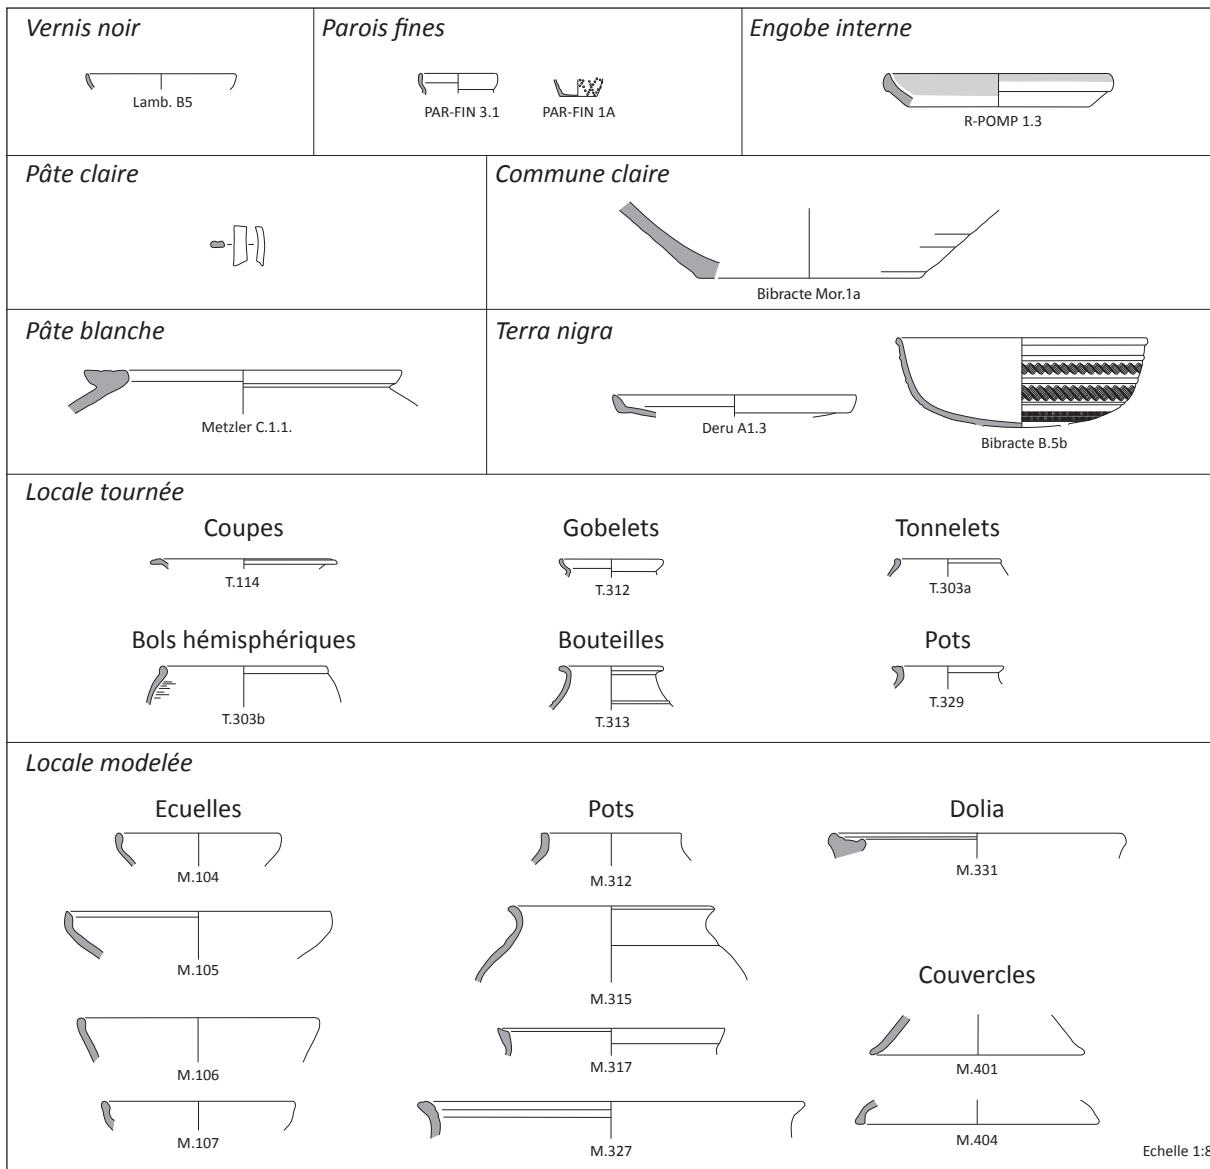 Vernis noir
Lamb. B5
Parois fines
PAR-FIN 3.1
PAR-FIN 1A
Engobe interne
R-POMP 1.3
Pâte claire
Commune claire
Bibracte Mor.1a
Pâte blanche
Metzler C.1.1.
Terra nigra
Deru A1.3
Bibracte B.5b
Locale tournée
Coupes
T.114
Gobelets
T.312
Tonnelets
T.303a
Bols hémisphériques
T.303b
Bouteilles
T.313
Pots
T.329
Locale modelée
Ecuelles
M.104
M.105
M.106
M.107
Pots
M.312
M.315
M.317
M.327
Dolia
M.331
Couvercles
M.401
M.404
Echelle 1:8